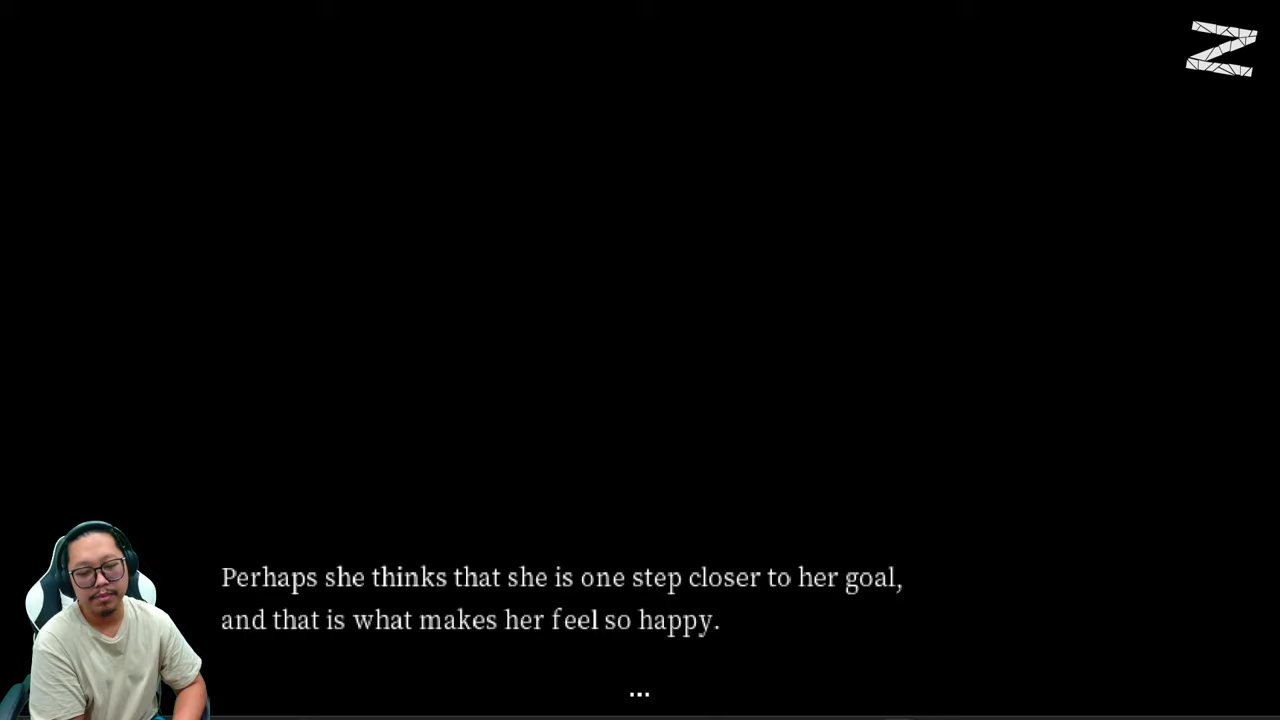 Z
Perhaps she thinks that she is one step closer to her goal,
and that is what makes her feel so happy.
...